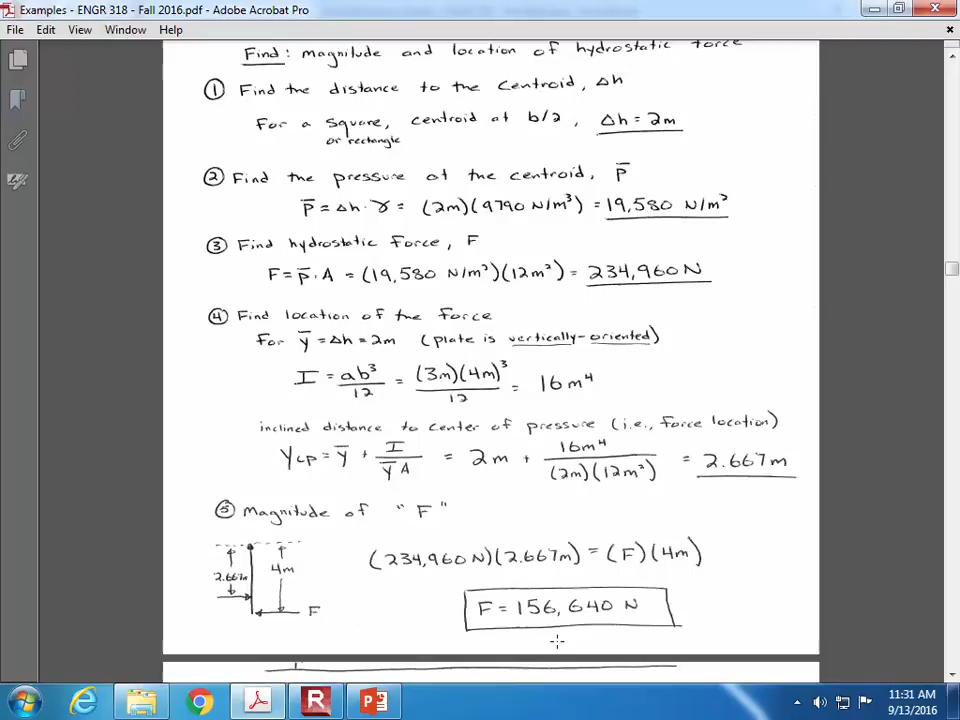 Examples - ENGR 318 - Fall 2016.pdf - Adobe Acrobat Pro
File Edit View Window Help
Find: magnitude and location of hydrostatic force
① Find the distance to the centroid, Δh
For a square, centroid at b/2, Δh = 2m
or rectangle
② Find the pressure at the centroid, p̄
p̄ = Δh · γ = (2m)(9790 N/m³) = 19,580 N/m²
③ Find hydrostatic force, F
F = p̄ · A = (19,580 N/m²)(12m²) = 234,960 N
④ Find location of the force
For ȳ = Δh = 2m (plate is vertically-oriented)
I = ab³/12 = (3m)(4m)³/12 = 16m⁴
inclined distance to center of pressure (i.e., force location)
Ycp = ȳ + I/ȳA = 2m + 16m⁴/(2m)(12m²) = 2.667m
⑤ Magnitude of "F"
2.667m 4m F
(234,960 N)(2.667m) = (F)(4m)
F = 156,640 N
R
11:31 AM
9/13/2016